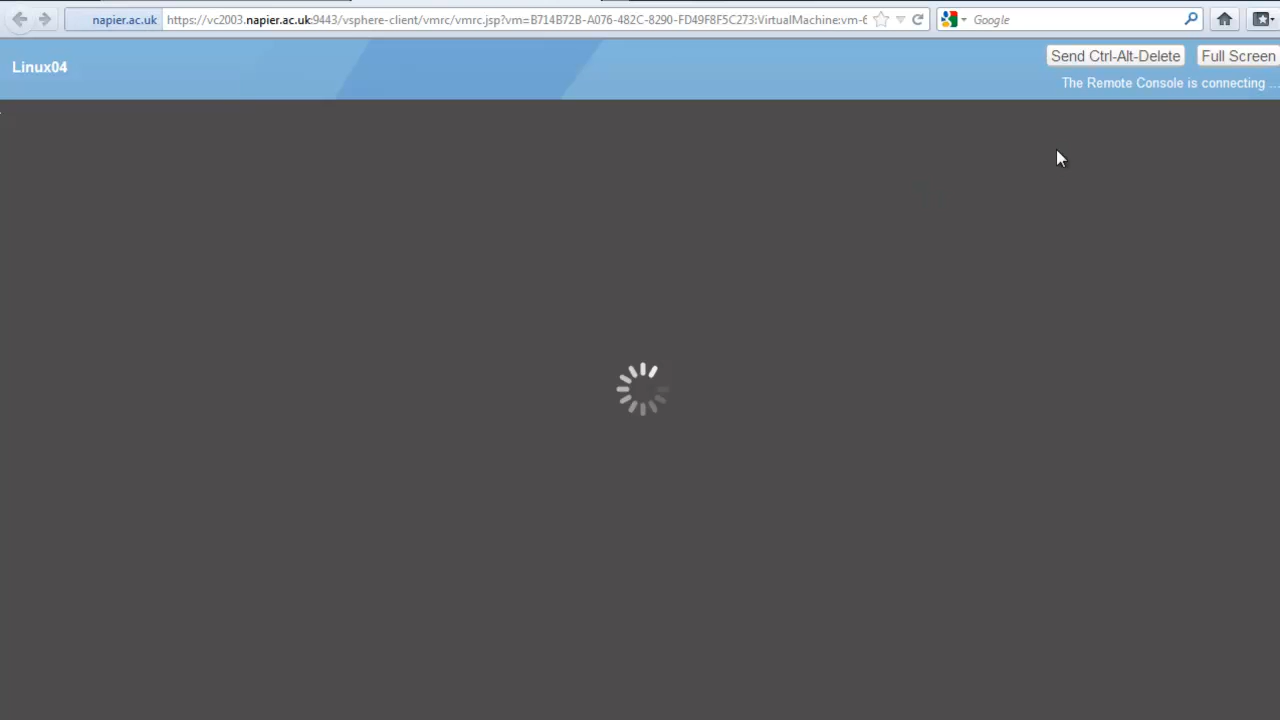 napier.ac.uk
https://vc2003.napier.ac.uk:9443/vsphere-client/vmrc/vmrc.jsp?vm=B714B72B-A076-482C-8290-FD49F8F5C273:VirtualMachine:vm-6
Google
Linux04
Send Ctrl-Alt-Delete
Full Screen
The Remote Console is connecting ...